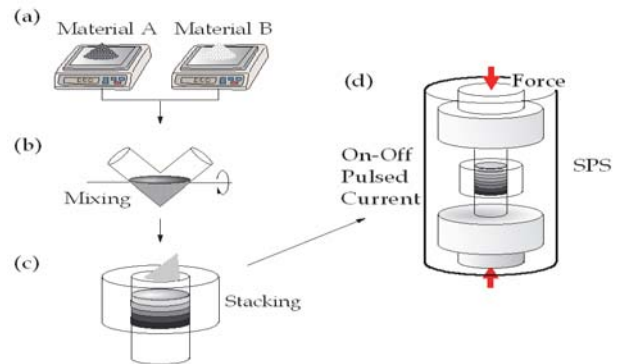 (a)
Material A
Material B
(b)
Mixing
(c)
Stacking
(d)
Force
On-Off
Pulsed
Current
SPS